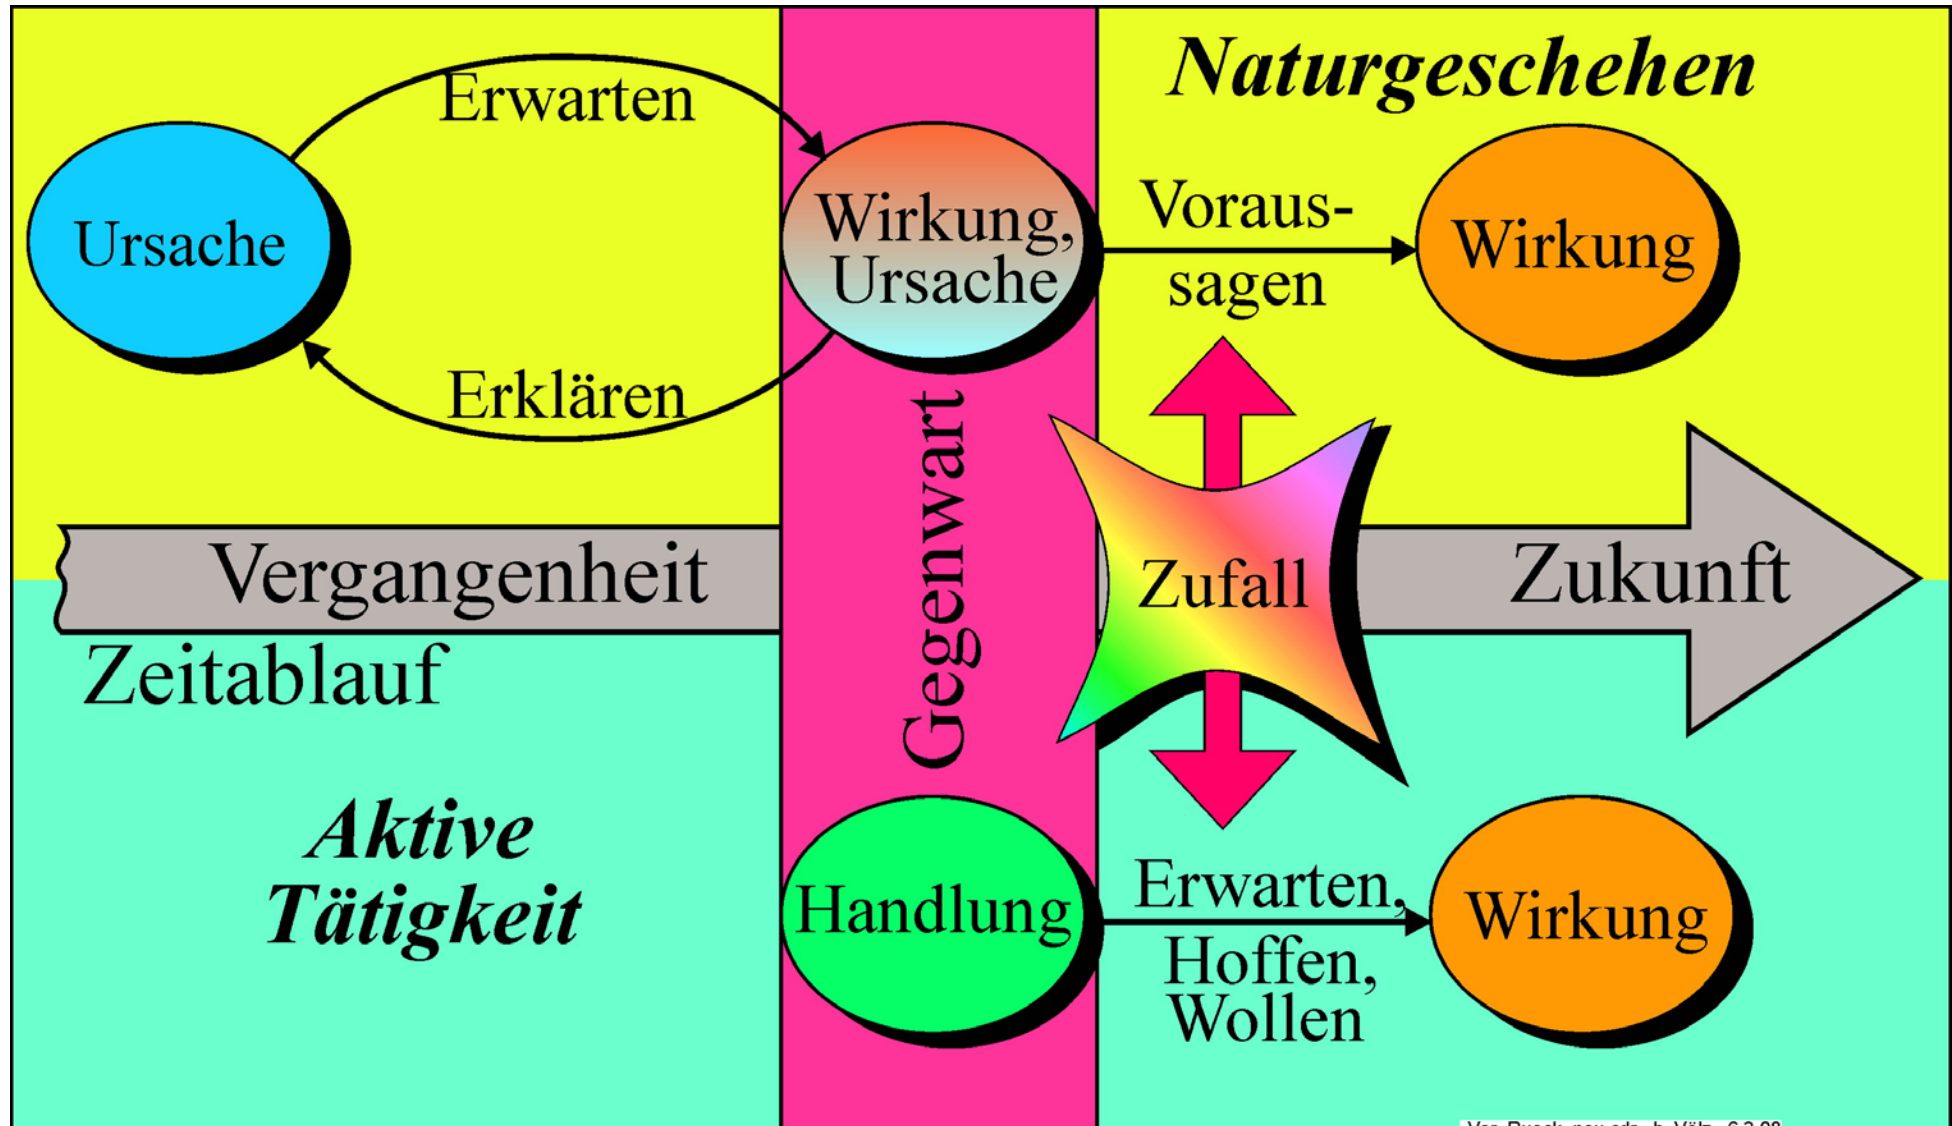 Naturgeschehen
Erwarten
Ursache
Wirkung,
Ursache
Voraus-
sagen
Wirkung
Erklären
Gegenwart
Vergangenheit
Zufall
Zukunft
Zeitablauf
Aktive
Tätigkeit
Handlung
Erwarten,
Hoffen,
Wollen
Wirkung